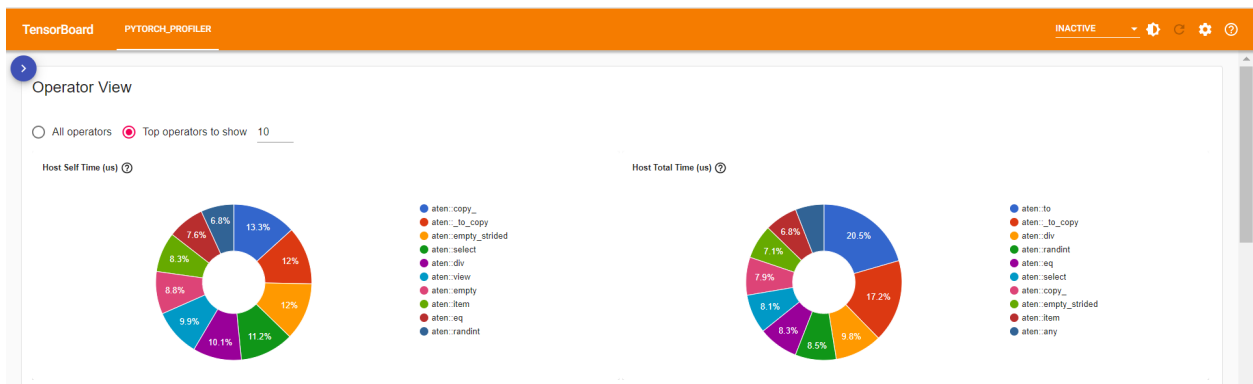 TensorBoard PYTORCH_PROFILER INACTIVE
Operator View
All operators Top operators to show 10
Host Self Time (us)
13.3%
12%
12%
11.2%
10.1%
9.9%
8.8%
8.3%
7.6%
6.8%
aten::copy_
aten::_to_copy
aten::empty_strided
aten::select
aten::div
aten::view
aten::empty
aten::item
aten::eq
aten::randint
Host Total Time (us)
20.5%
17.2%
9.8%
8.5%
8.3%
8.1%
7.9%
7.1%
6.8%
aten::to
aten::_to_copy
aten::div
aten::randint
aten::eq
aten::select
aten::copy_
aten::empty_strided
aten::item
aten::any